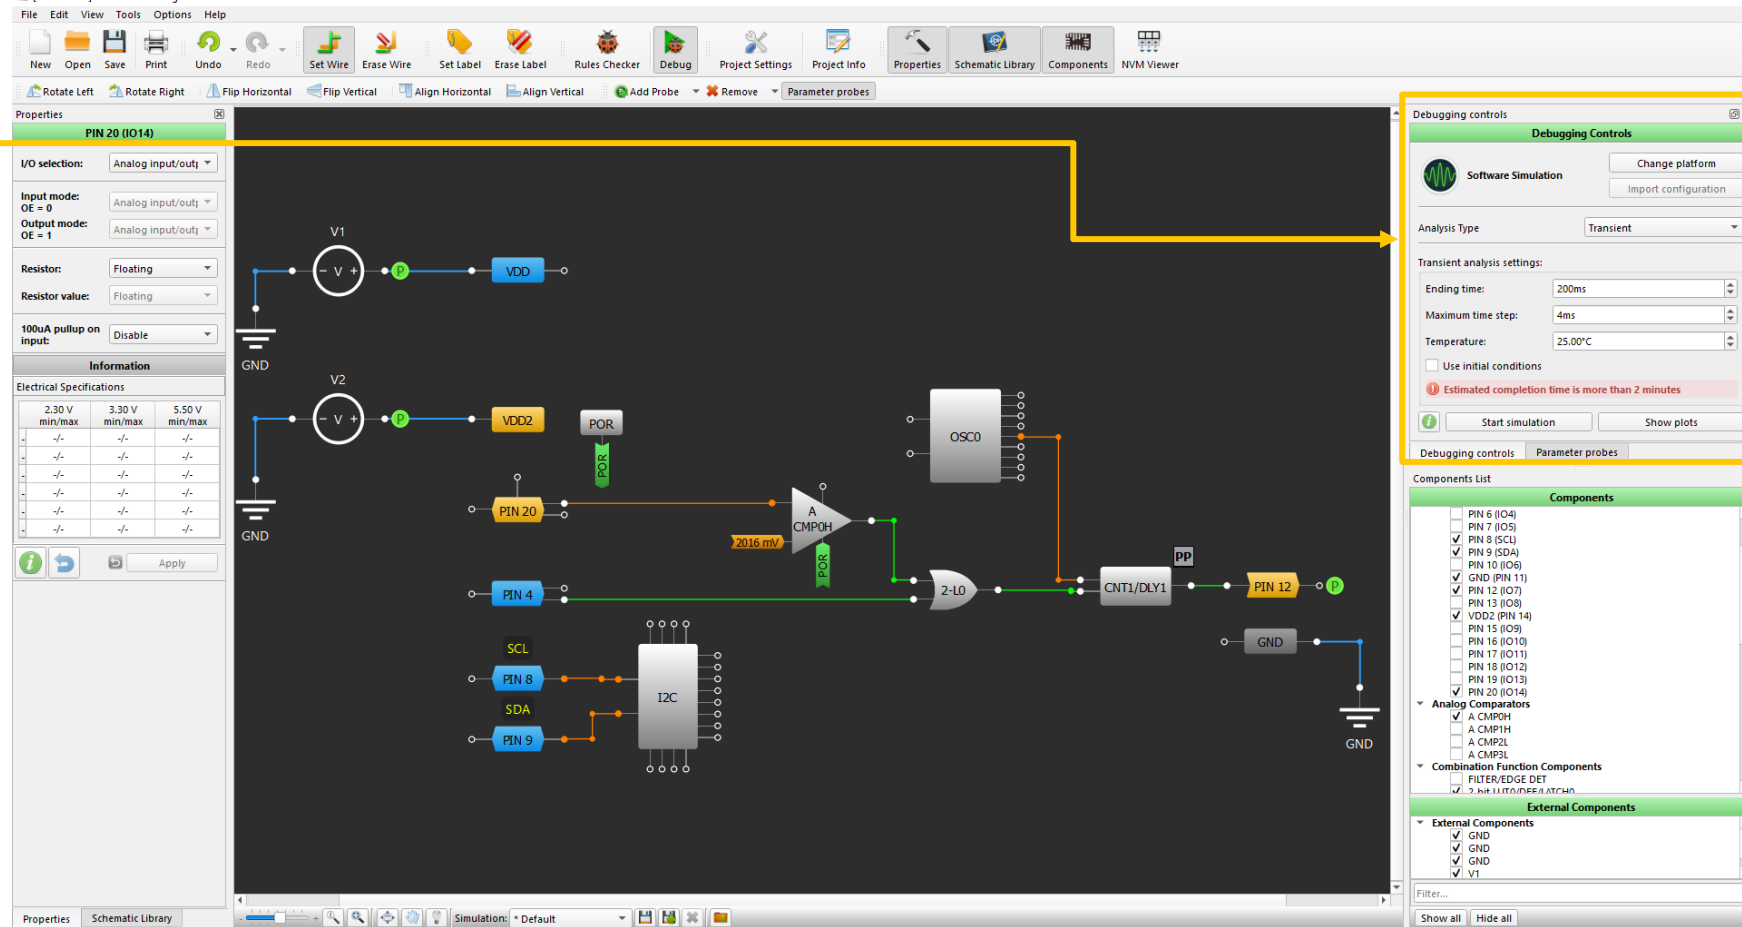 File Edit View Tools Options Help
New Open Save Print Undo Redo Set Wire Erase Wire Set Label Erase Label Rules Checker Debug Project Settings Project Info Properties Schematic Library Components NVM Viewer
Rotate Left Rotate Right Flip Horizontal Flip Vertical Align Horizontal Align Vertical Add Probe Remove Parameter probes
Properties
PIN 20 (IO14)
I/O selection: Analog input/outp
Input mode:
OE = 0
Analog input/outp
Output mode:
OE = 1
Analog input/outp
Resistor: Floating
Resistor value: Floating
100uA pullup on
input:
Disable
Information
Electrical Specifications
2.30 V 3.30 V 5.50 V
min/max min/max min/max
- -/- -/- -/-
- -/- -/- -/-
- -/- -/- -/-
- -/- -/- -/-
- -/- -/- -/-
- -/- -/- -/-
Apply
Properties Schematic Library
V1
- V +
P
VDD
GND
V2
- V +
P
VDD2
GND
POR
POR
OSC0
PIN 20
A
CMP0H
2016 mV
POR
PIN 4
2-L0
PP
CNT1/DLY1
PIN 12
P
GND
GND
SCL
PIN 8
SDA
PIN 9
I2C
- +
Simulation: * Default
Debugging controls
Debugging Controls
Software Simulation
Change platform
Import configuration
Analysis Type Transient
Transient analysis settings:
Ending time: 200ms
Maximum time step: 4ms
Temperature: 25.00°C
Use initial conditions
Estimated completion time is more than 2 minutes
Start simulation Show plots
Debugging controls Parameter probes
Components List
Components
PIN 6 (IO4)
PIN 7 (IO5)
PIN 8 (SCL)
PIN 9 (SDA)
PIN 10 (IO6)
GND (PIN 11)
PIN 12 (IO7)
PIN 13 (IO8)
VDD2 (PIN 14)
PIN 15 (IO9)
PIN 16 (IO10)
PIN 17 (IO11)
PIN 18 (IO12)
PIN 19 (IO13)
PIN 20 (IO14)
Analog Comparators
A CMP0H
A CMP1H
A CMP2L
A CMP3L
Combination Function Components
FILTER/EDGE DET
2-bit LUT0/DFF/LATCH0
External Components
External Components
GND
GND
GND
V1
Filter...
Show all Hide all